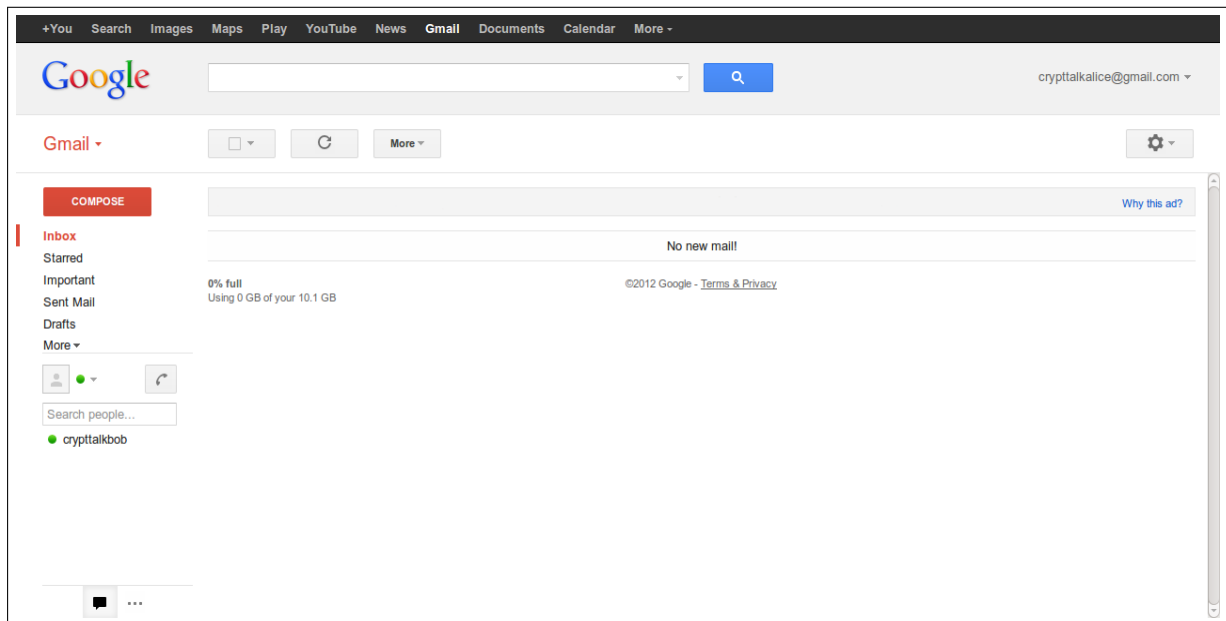 +You Search Images Maps Play YouTube News Gmail Documents Calendar More
Google
crypttalkalice@gmail.com
Gmail
More
COMPOSE
Why this ad?
Inbox
No new mail!
Starred
Important
0% full
©2012 Google - Terms & Privacy
Using 0 GB of your 10.1 GB
Sent Mail
Drafts
More
Search people...
crypttalkbob